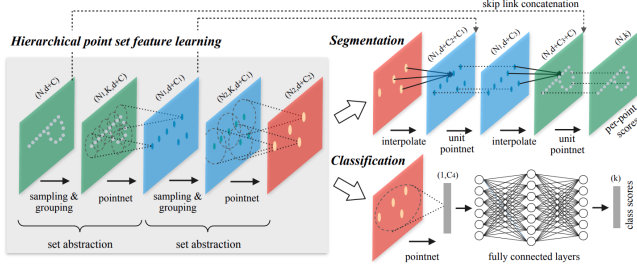 skip link concatenation
Hierarchical point set feature learning
Segmentation
(N,d+C)
(N1,K,d+C)
(N1,d+C1)
(N2,K,d+C1)
(N2,d+C2)
(N1,d+C2+C1)
(N1,d+C3)
(N,d+C3+C)
(N,k)
per-point
scores
interpolate
unit
pointnet
interpolate
unit
pointnet
sampling &
grouping
pointnet
sampling &
grouping
pointnet
set abstraction
set abstraction
Classification
(1,C4)
(k)
class scores
pointnet
fully connected layers